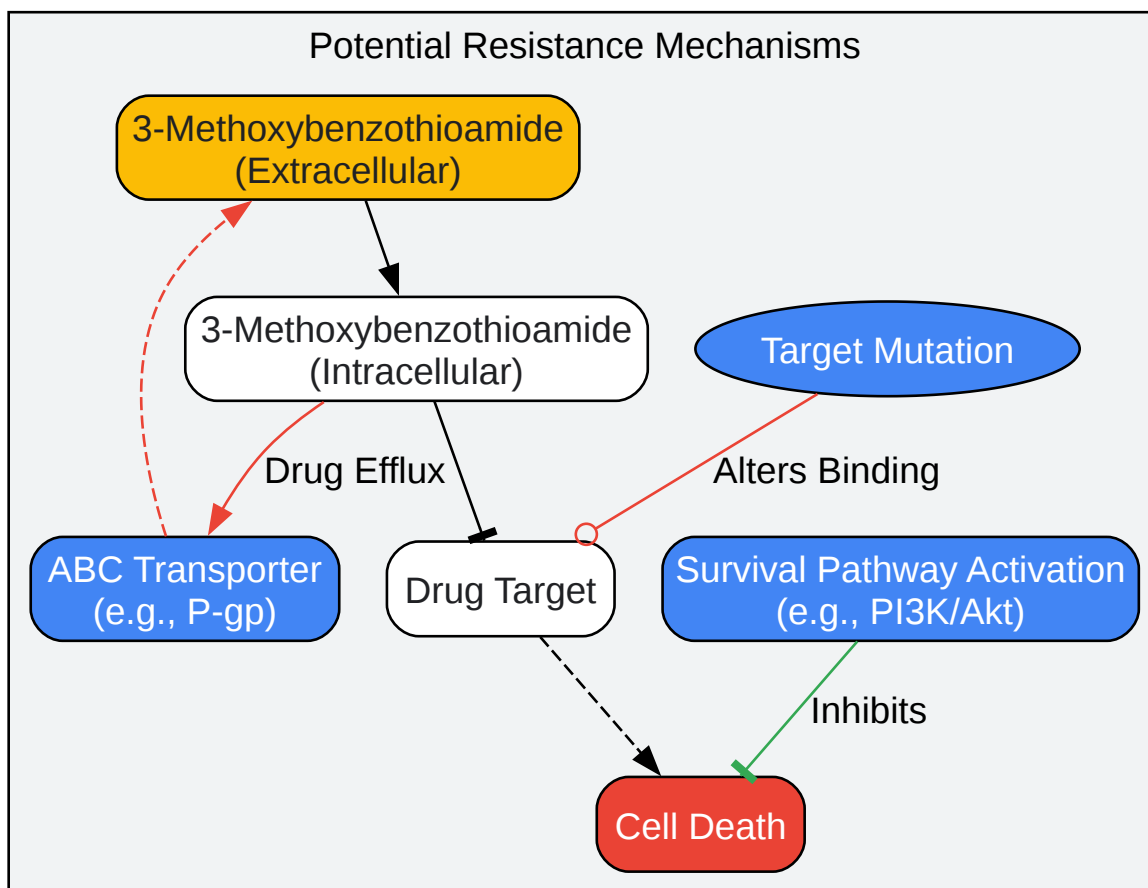 Potential Resistance Mechanisms
3-Methoxybenzothioamide
(Extracellular)
3-Methoxybenzothioamide
(Intracellular)
Target Mutation
Drug Efflux
Alters Binding
ABC Transporter
(e.g., P-gp)
Drug Target
Survival Pathway Activation
(e.g., PI3K/Akt)
Inhibits
Cell Death